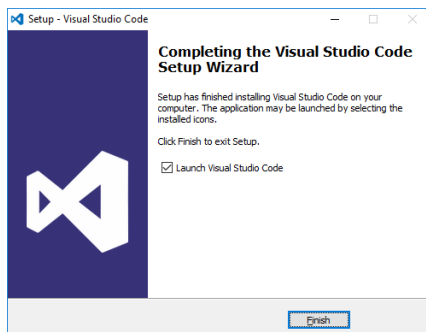 Setup - Visual Studio Code
Completing the Visual Studio Code
Setup Wizard
Setup has finished installing Visual Studio Code on your
computer. The application may be launched by selecting the
installed icons.
Click Finish to exit Setup.
Launch Visual Studio Code
Finish